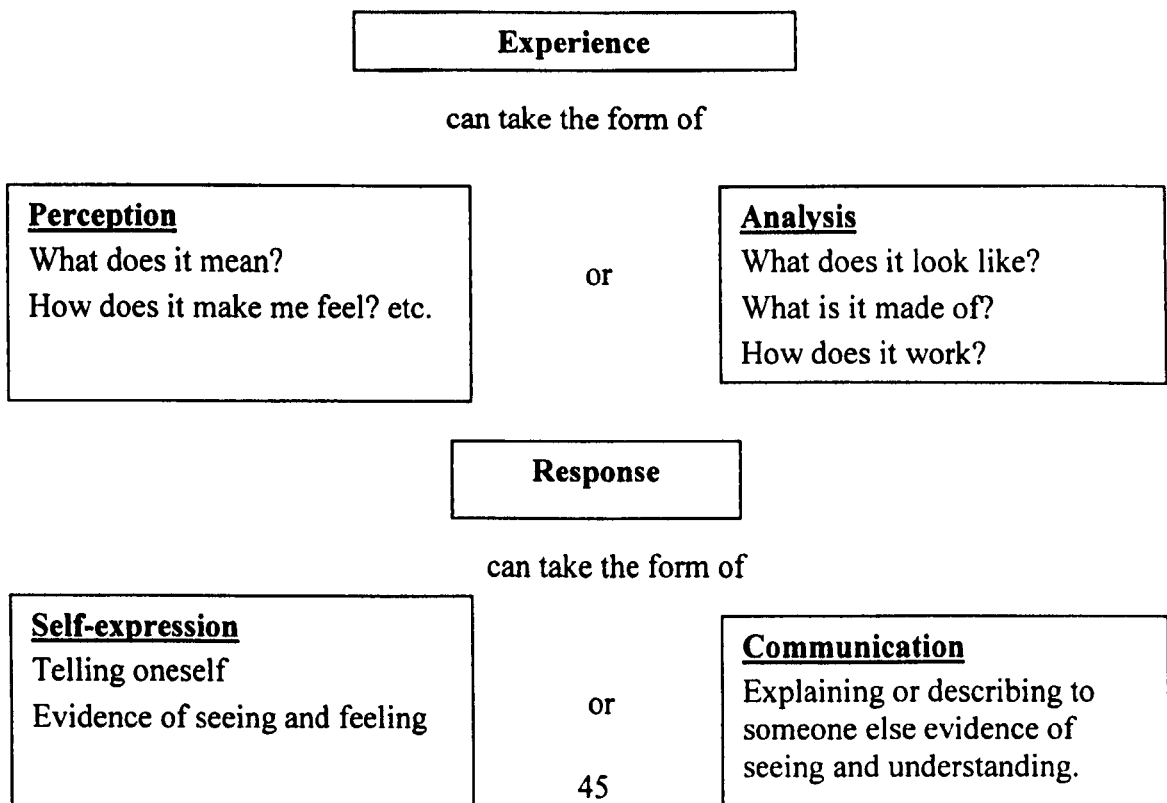 Experience
can take the form of
Perception
What does it mean?
How does it make me feel? etc.
or
Analysis
What does it look like?
What is it made of?
How does it work?
Response
can take the form of
Self-expression
Telling oneself
Evidence of seeing and feeling
or
Communication
Explaining or describing to
someone else evidence of
seeing and understanding.
45